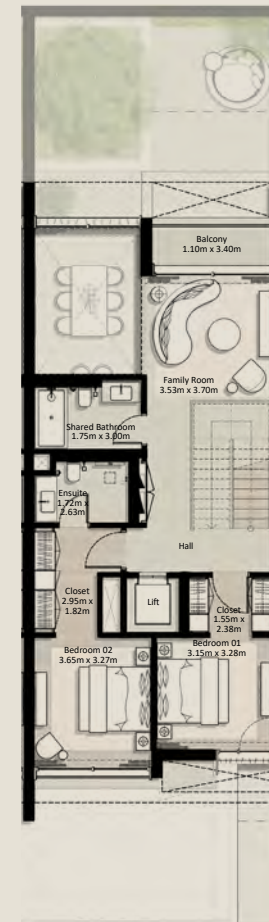 Balcony
1.10m x 3.40m
Family Room
3.53m x 3.70m
Shared Bathroom
1.75m x 3.00m
Ensuite
1.72m x
2.63m
Hall
Closet
2.95m x
1.82m
Lift
Closet
1.55m x
2.38m
Bedroom 02
3.65m x 3.27m
Bedroom 01
3.15m x 3.28m